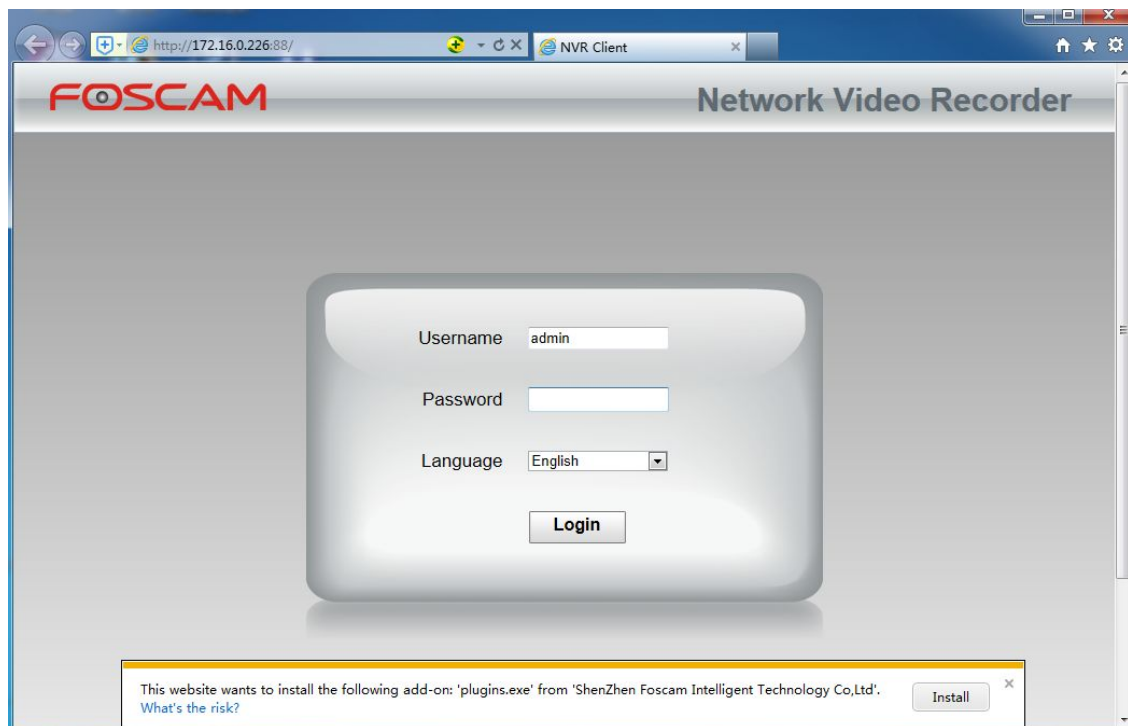 http://172.16.0.226:88/
NVR Client
FOSCAM
Network Video Recorder
Username admin
Password
Language English
Login
This website wants to install the following add-on: 'plugins.exe' from 'ShenZhen Foscam Intelligent Technology Co,Ltd'.
What's the risk?
Install